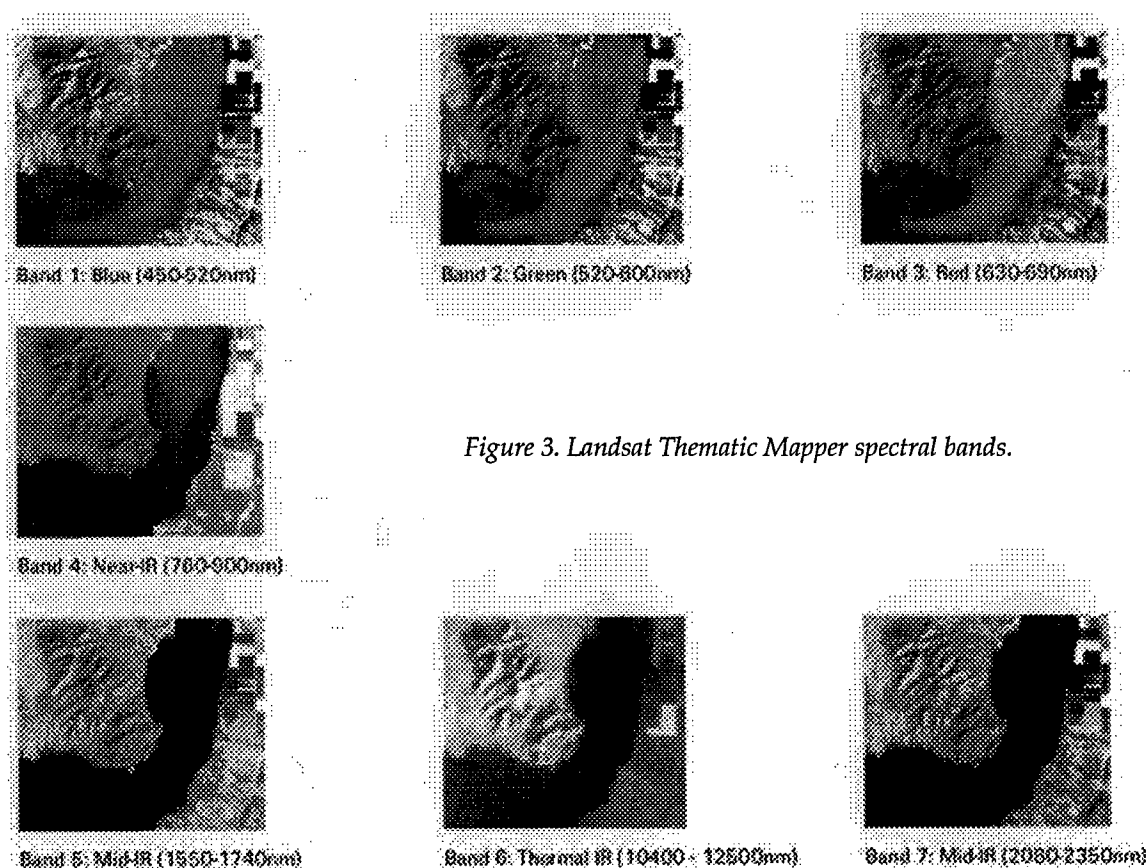 Band 1: Blue (450-520nm)
Band 2: Green (520-600nm)
Band 3: Red (630-690nm)
Figure 3. Landsat Thematic Mapper spectral bands.
Band 4: Near-IR (760-900nm)
Band 5: Mid-IR (1550-1740nm)
Band 6: Thermal IR (10400 - 12500nm)
Band 7: Mid-IR (2080-2350nm)